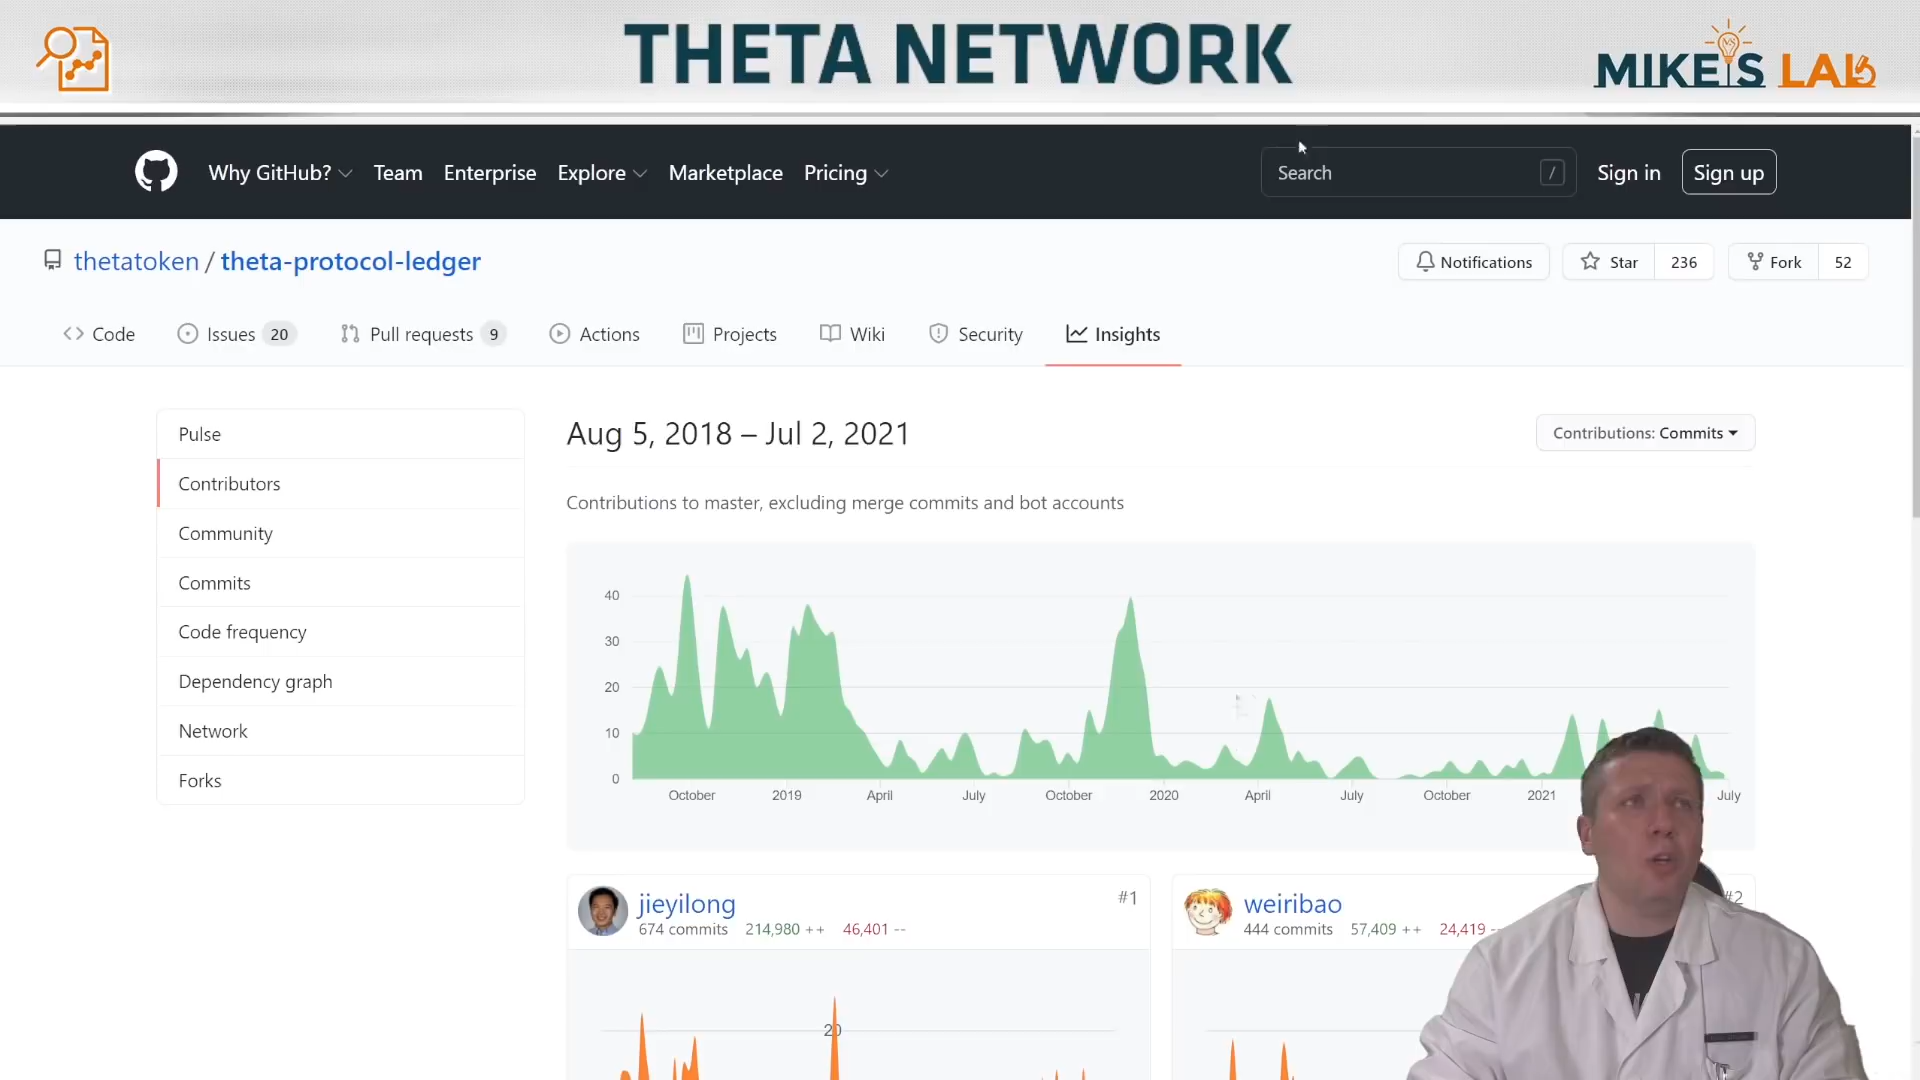 THETA NETWORK
MIKE'S LAB
Why GitHub? Team Enterprise Explore Marketplace Pricing
Search /
Sign in Sign up
thetatoken / theta-protocol-ledger
Notifications Star 236 Fork 52
Code Issues 20 Pull requests 9 Actions Projects Wiki Security Insights
Pulse
Contributors
Community
Commits
Code frequency
Dependency graph
Network
Forks
Aug 5, 2018 – Jul 2, 2021
Contributions: Commits
Contributions to master, excluding merge commits and bot accounts
40
30
20
10
0
October 2019 April July October 2020 April July October 2021 July
jieyilong #1
674 commits 214,980 ++ 46,401 --
20
weiribao #2
444 commits 57,409 ++ 24,419 --